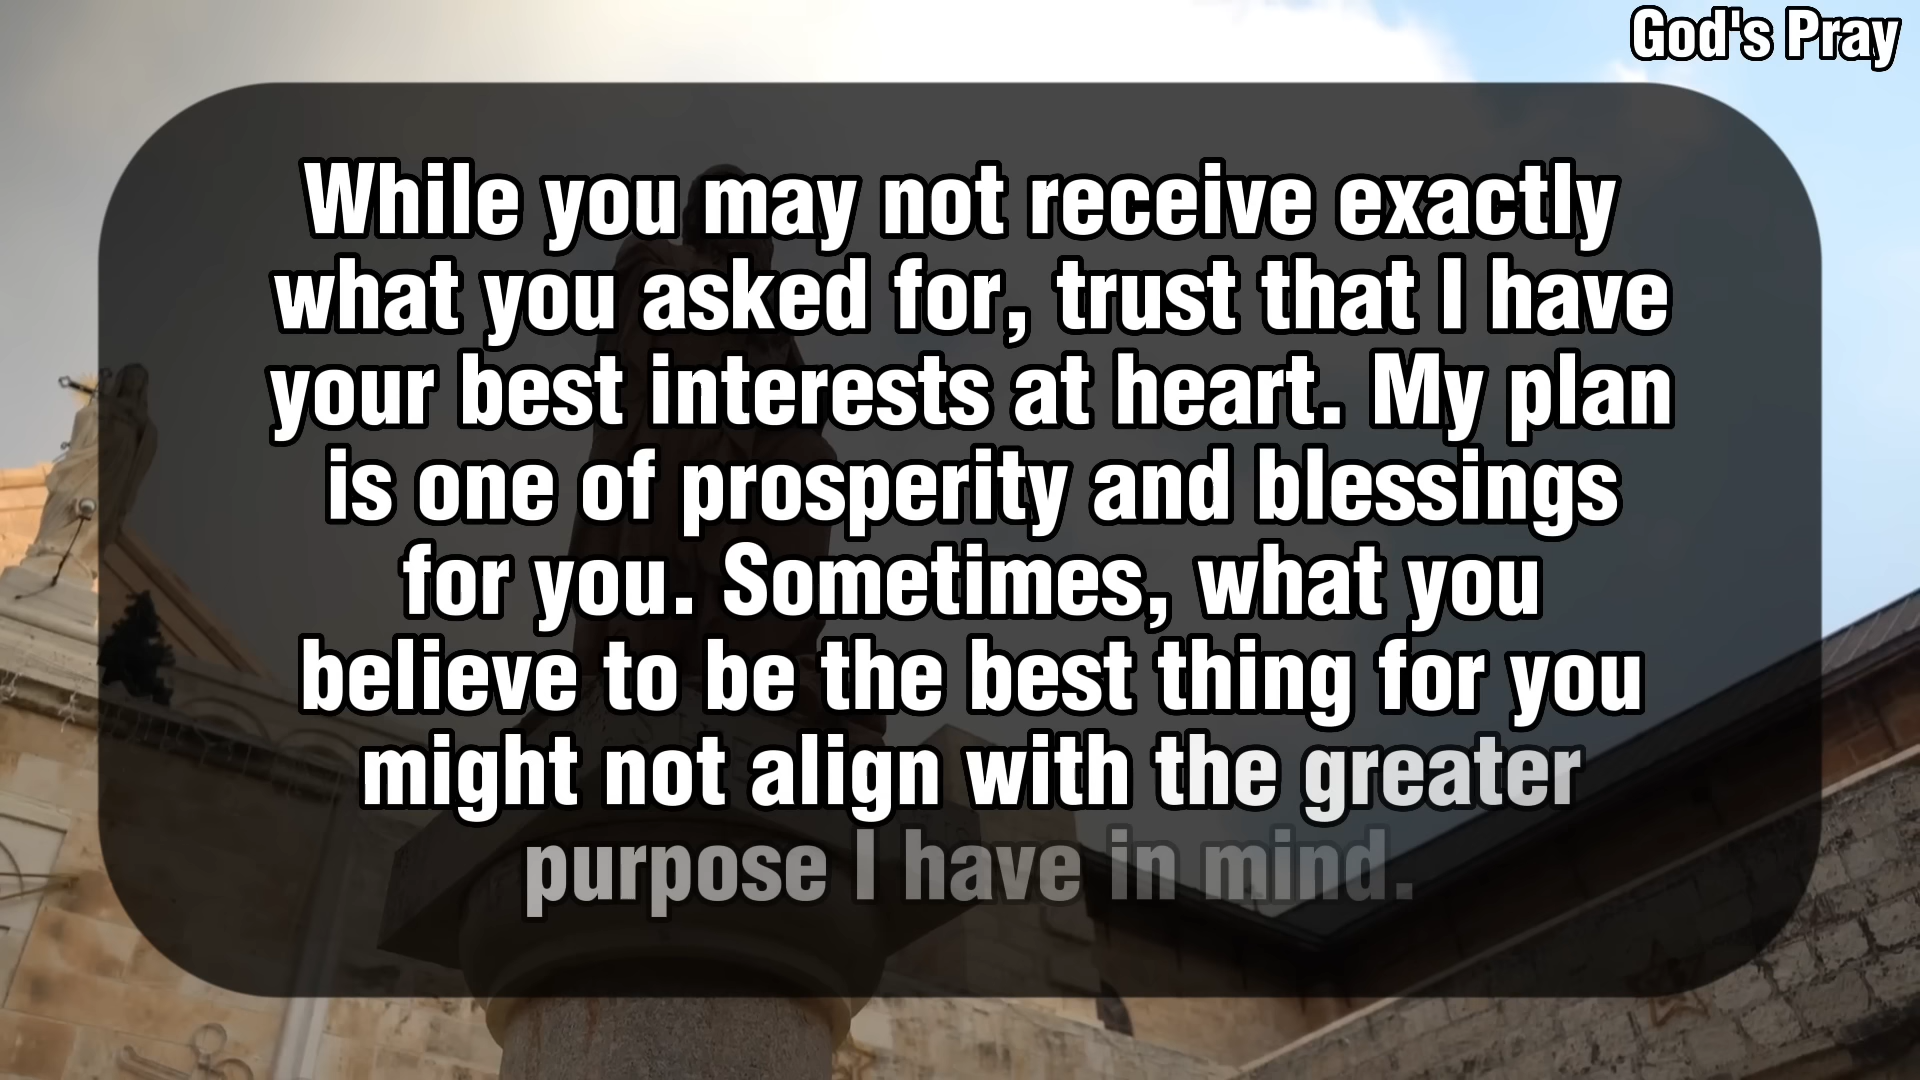 God's Pray
While you may not receive exactly
what you asked for, trust that I have
your best interests at heart. My plan
is one of prosperity and blessings
for you. Sometimes, what you
believe to be the best thing for you
might not align with the greater
purpose I have in mind.